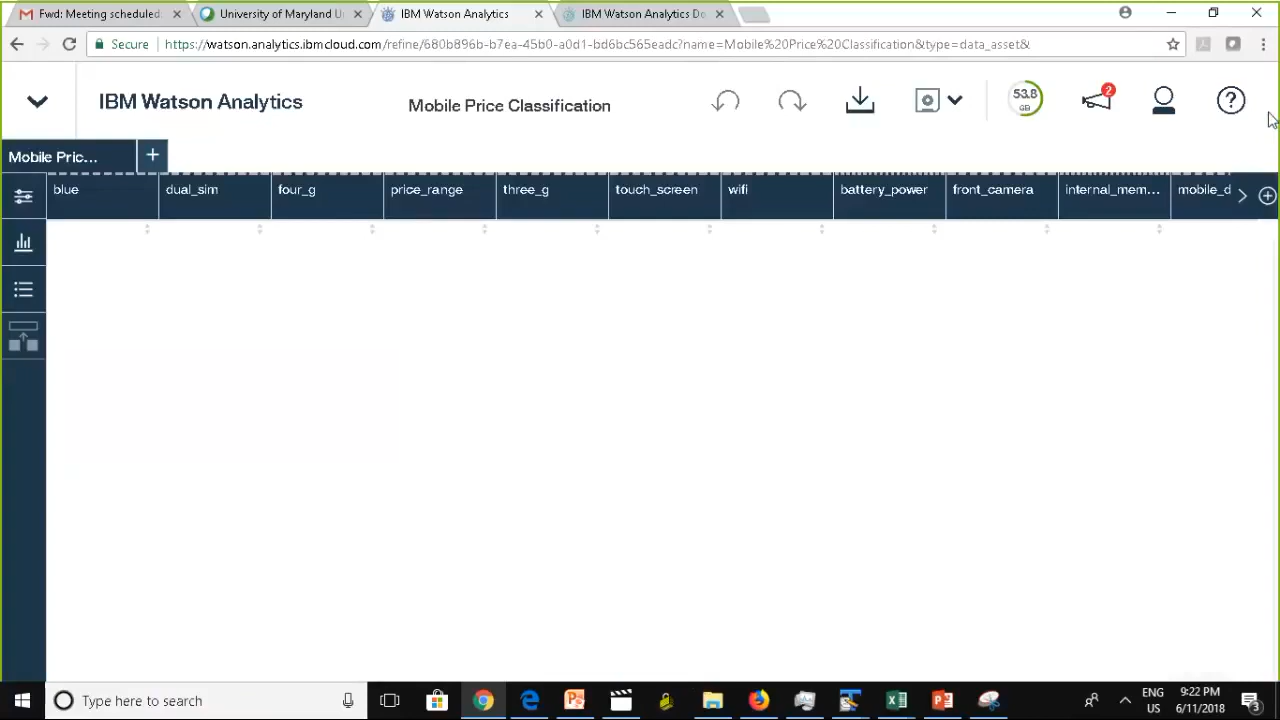 Fwd: Meeting scheduled
University of Maryland U
IBM Watson Analytics
IBM Watson Analytics Do
Secure
https://watson.analytics.ibmcloud.com/refine/680b896b-b7ea-45b0-a0d1-bd6bc565eadc?name=Mobile%20Price%20Classification&type=data_asset&
IBM Watson Analytics
Mobile Price Classification
53.8
GB
2
Mobile Pric...
blue
dual_sim
four_g
price_range
three_g
touch_screen
wifi
battery_power
front_camera
internal_mem...
mobile_d
Type here to search
ENG
US
9:22 PM
6/11/2018
3